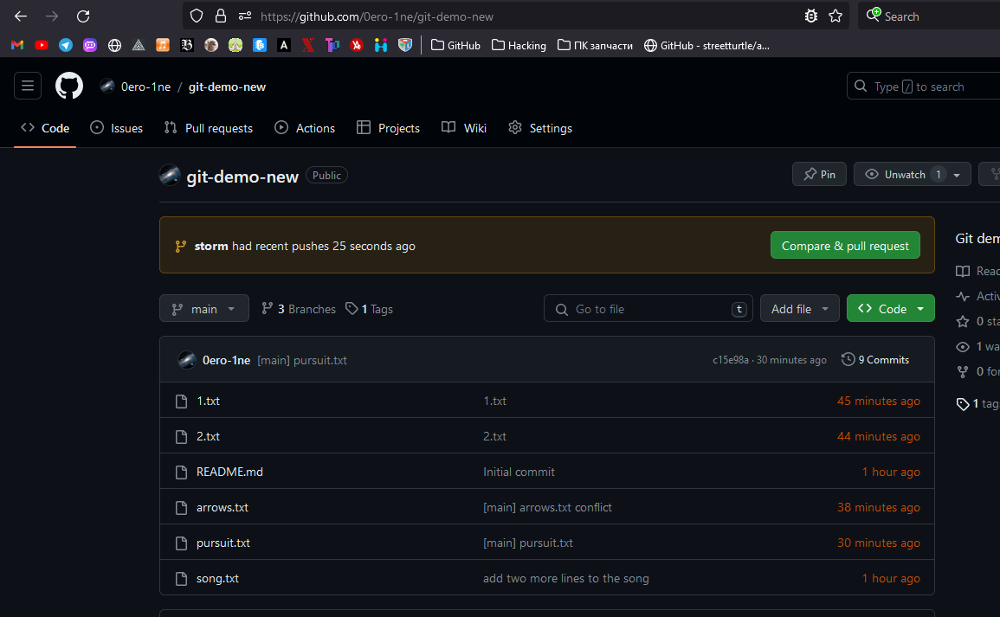 https://github.com/0ero-1ne/git-demo-new
Search
GitHub
Hacking
ПК запчасти
GitHub - streetturtle/a...
0ero-1ne / git-demo-new
Type / to search
Code
Issues
Pull requests
Actions
Projects
Wiki
Settings
git-demo-new
Public
Pin
Unwatch 1
storm had recent pushes 25 seconds ago
Compare & pull request
Git dem
main
3 Branches
1 Tags
Go to file
t
Add file
Code
Read
Activ
0 sta
1 wa
0 for
1 tag
0ero-1ne [main] pursuit.txt c15e98a · 30 minutes ago 9 Commits
1.txt 1.txt 45 minutes ago
2.txt 2.txt 44 minutes ago
README.md Initial commit 1 hour ago
arrows.txt [main] arrows.txt conflict 38 minutes ago
pursuit.txt [main] pursuit.txt 30 minutes ago
song.txt add two more lines to the song 1 hour ago